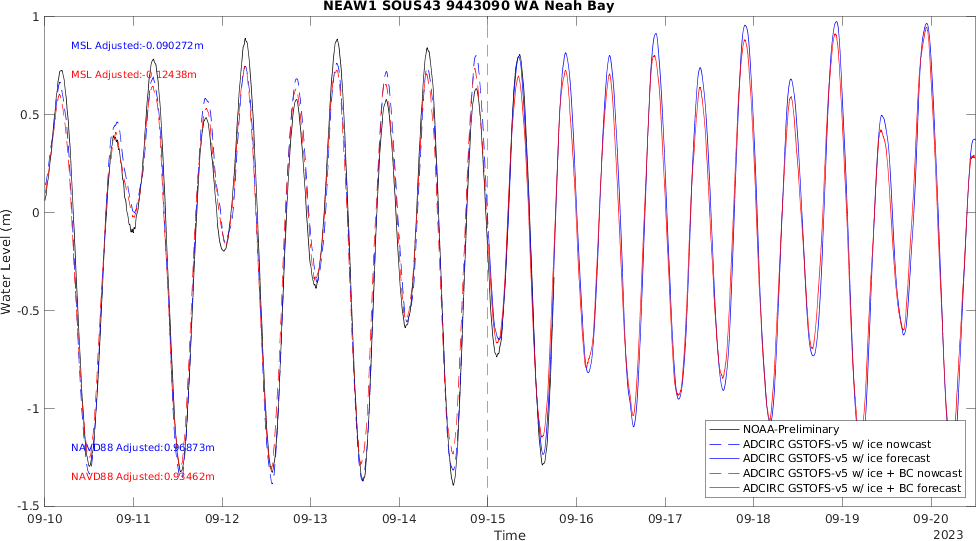 NEAW1 SOUS43 9443090 WA Neah Bay
MSL Adjusted:-0.090272m
MSL Adjusted:-0.12438m
NAVD88 Adjusted:0.96873m
NAVD88 Adjusted:0.93462m
Water Level (m)
1
0.5
0
-0.5
-1
-1.5
NOAA-Preliminary
ADCIRC GSTOFS-v5 w/ ice nowcast
ADCIRC GSTOFS-v5 w/ ice forecast
ADCIRC GSTOFS-v5 w/ ice + BC nowcast
ADCIRC GSTOFS-v5 w/ ice + BC forecast
09-10 09-11 09-12 09-13 09-14 09-15 09-16 09-17 09-18 09-19 09-20
Time
2023